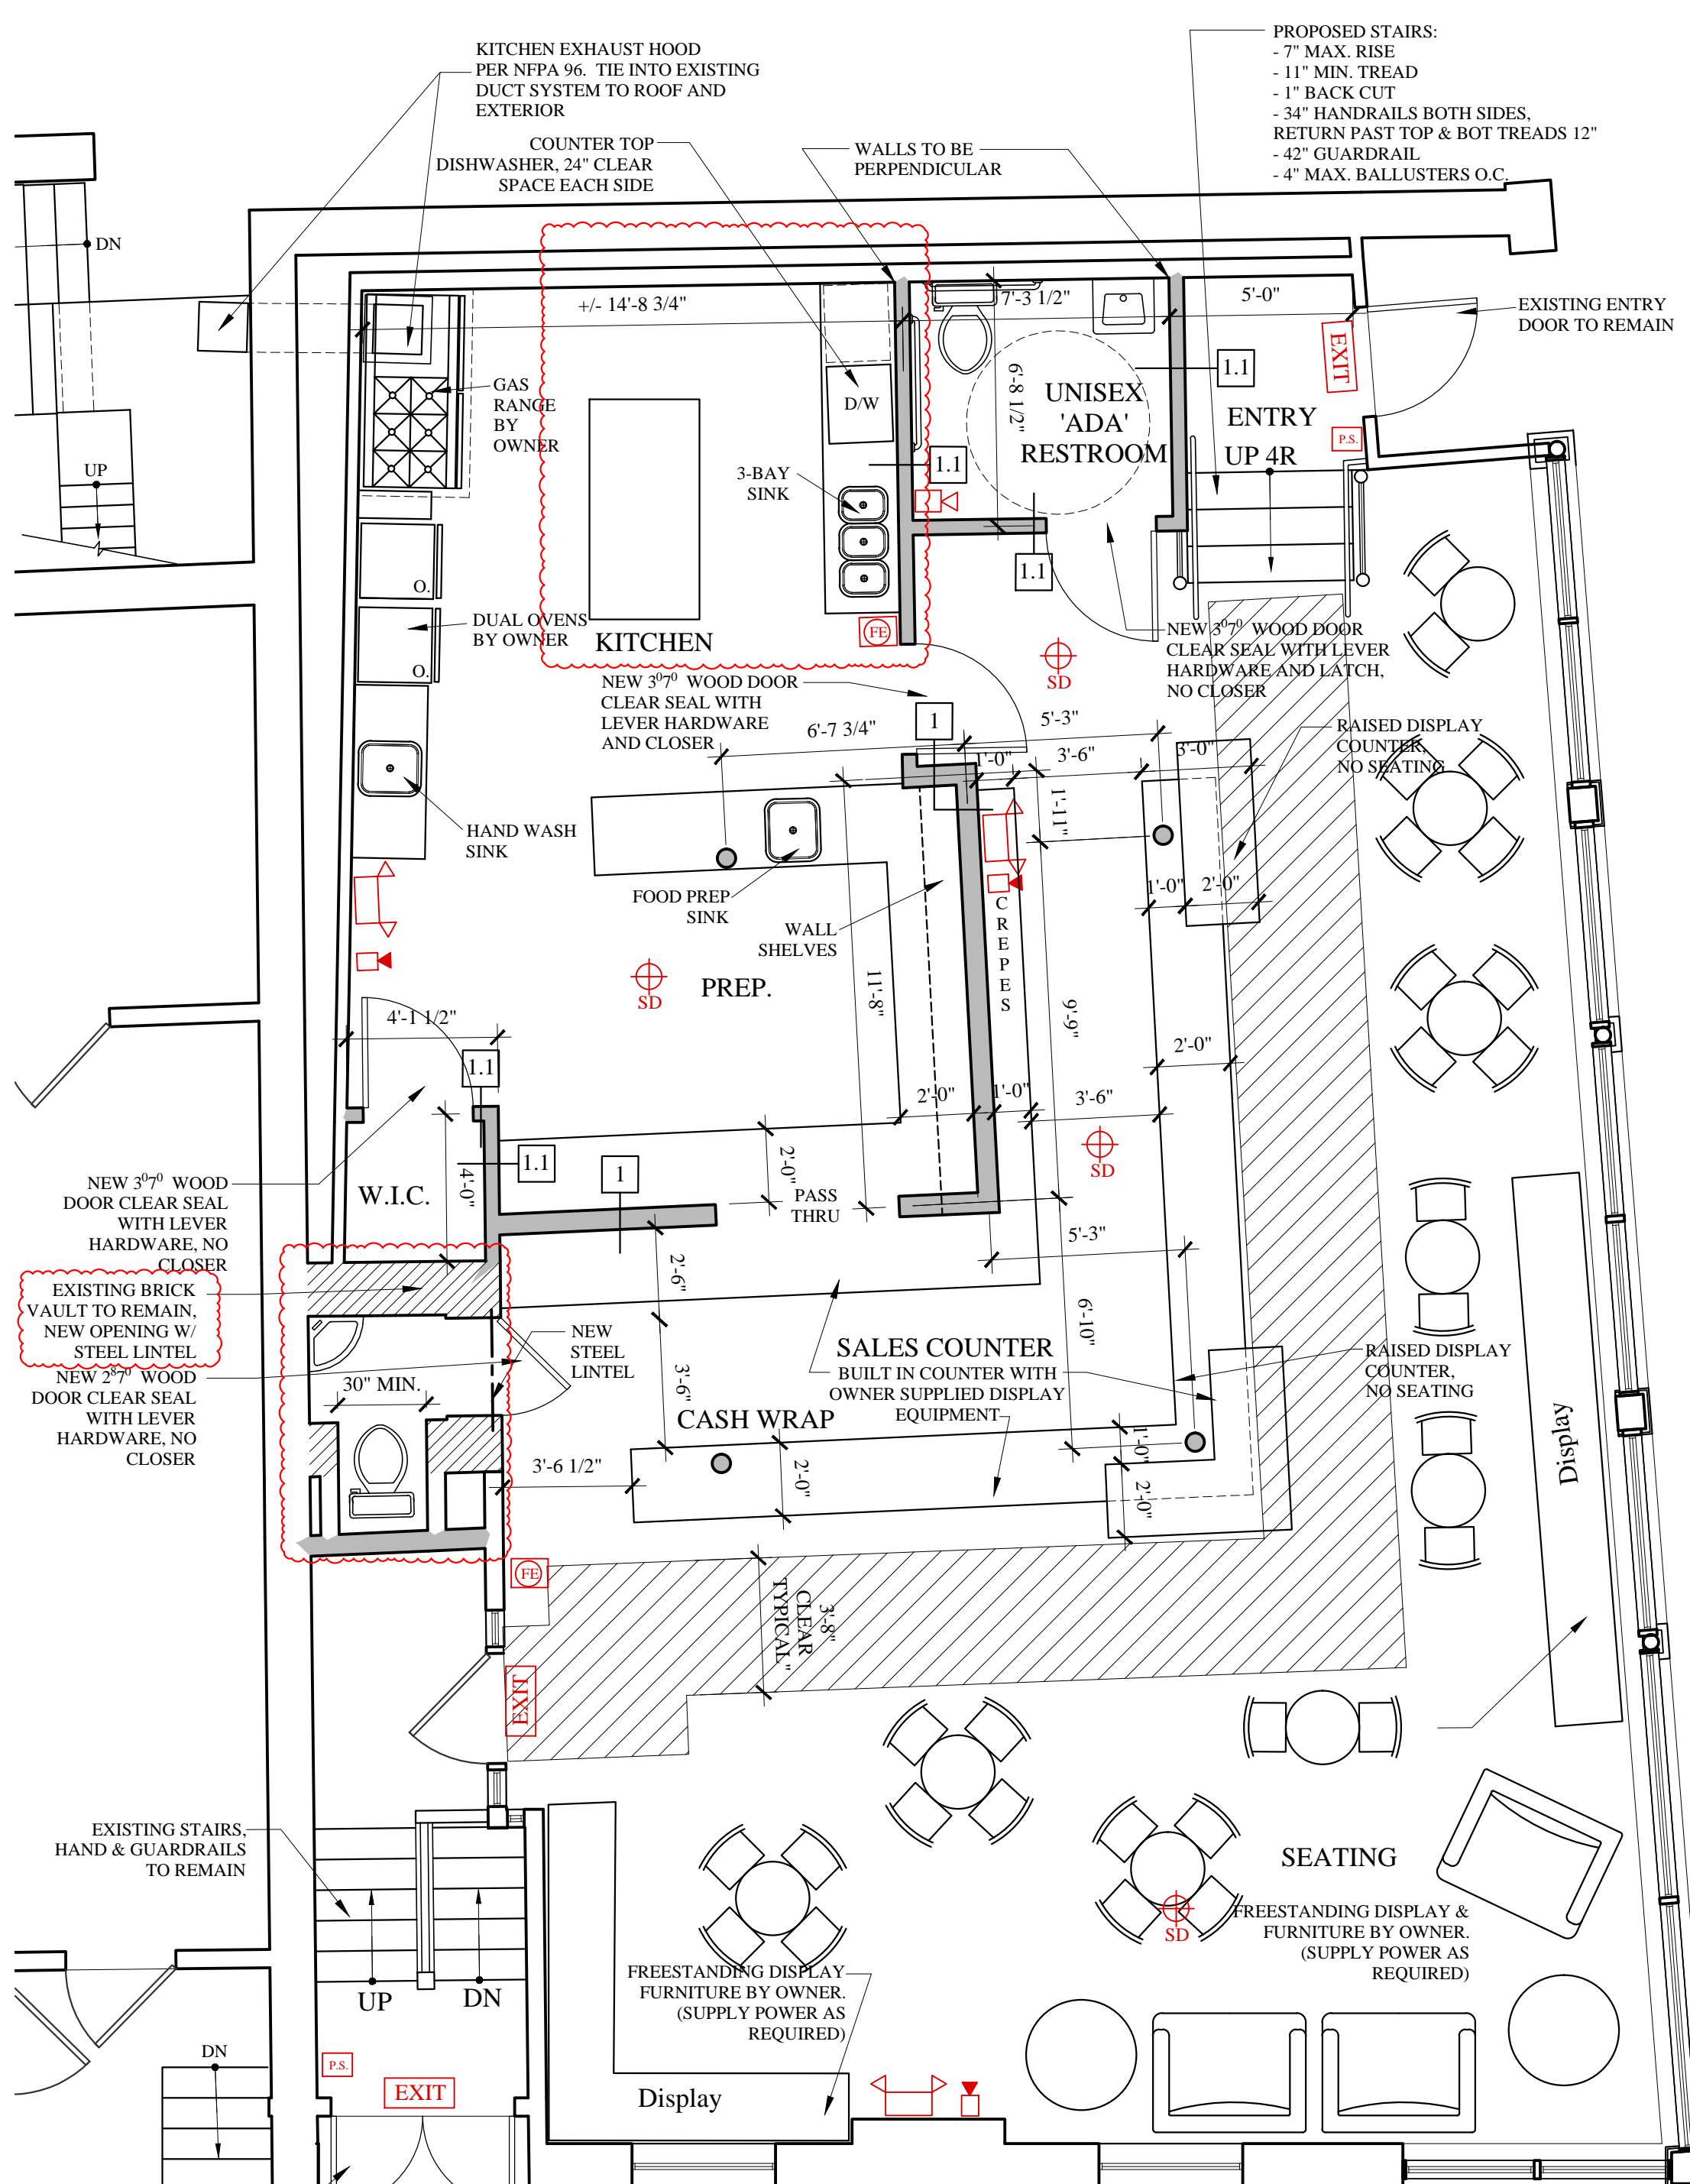 PROPOSED STAIRS:
- 7" MAX. RISE
- 11" MIN. TREAD
- 1" BACK CUT
- 34" HANDRAILS BOTH SIDES,
RETURN PAST TOP & BOT TREADS 12"
- 42" GUARDRAIL
- 4" MAX. BALLUSTERS O.C.
KITCHEN EXHAUST HOOD
PER NFPA 96. TIE INTO EXISTING
DUCT SYSTEM TO ROOF AND
EXTERIOR
COUNTER TOP
DISHWASHER, 24" CLEAR
SPACE EACH SIDE
WALLS TO BE
PERPENDICULAR
DN
+/- 14'-8 3/4"
7'-3 1/2"
5'-0"
EXISTING ENTRY
DOOR TO REMAIN
EXIT
GAS
RANGE
BY
OWNER
D/W
6'-8 1/2"
UNISEX
'ADA'
RESTROOM
1.1
ENTRY
UP 4R
P.S.
UP
3-BAY
SINK
1.1
1.1
O.
DUAL OVENS
BY OWNER
O.
KITCHEN
FE
SD
NEW 3⁰7⁰ WOOD DOOR
CLEAR SEAL WITH LEVER
HARDWARE AND LATCH,
NO CLOSER
NEW 3⁰7⁰ WOOD DOOR
CLEAR SEAL WITH
LEVER HARDWARE
AND CLOSER
1
6'-7 3/4"
5'-3"
1'-0"
3'-6"
3'-0"
RAISED DISPLAY
COUNTER,
NO SEATING
1'-11"
HAND WASH
SINK
FOOD PREP
SINK
WALL
SHELVES
CREPES
1'-0"
2'-0"
SD
PREP.
11'-8"
9'-9"
4'-1 1/2"
2'-0"
1.1
2'-0"
1'-0"
3'-6"
SD
NEW 3⁰7⁰ WOOD
DOOR CLEAR SEAL
WITH LEVER
HARDWARE, NO
CLOSER
W.I.C.
4'-0"
1.1
1
2'-0"
PASS
THRU
5'-3"
2'-6"
EXISTING BRICK
VAULT TO REMAIN,
NEW OPENING W/
STEEL LINTEL
NEW
STEEL
LINTEL
6'-10"
SALES COUNTER
BUILT IN COUNTER WITH
OWNER SUPPLIED DISPLAY
EQUIPMENT
RAISED DISPLAY
COUNTER,
NO SEATING
NEW 2⁸7⁰ WOOD
DOOR CLEAR SEAL
WITH LEVER
HARDWARE, NO
CLOSER
30" MIN.
3'-6"
CASH WRAP
3'-6 1/2"
2'-0"
1'-0"
2'-0"
Display
FE
3'-8"
CLEAR
TYPICAL"
EXIT
EXISTING STAIRS,
HAND & GUARDRAILS
TO REMAIN
SEATING
FREESTANDING DISPLAY &
FURNITURE BY OWNER.
(SUPPLY POWER AS
REQUIRED)
SD
FREESTANDING DISPLAY
FURNITURE BY OWNER.
(SUPPLY POWER AS
REQUIRED)
UP
DN
DN
P.S.
EXIT
Display